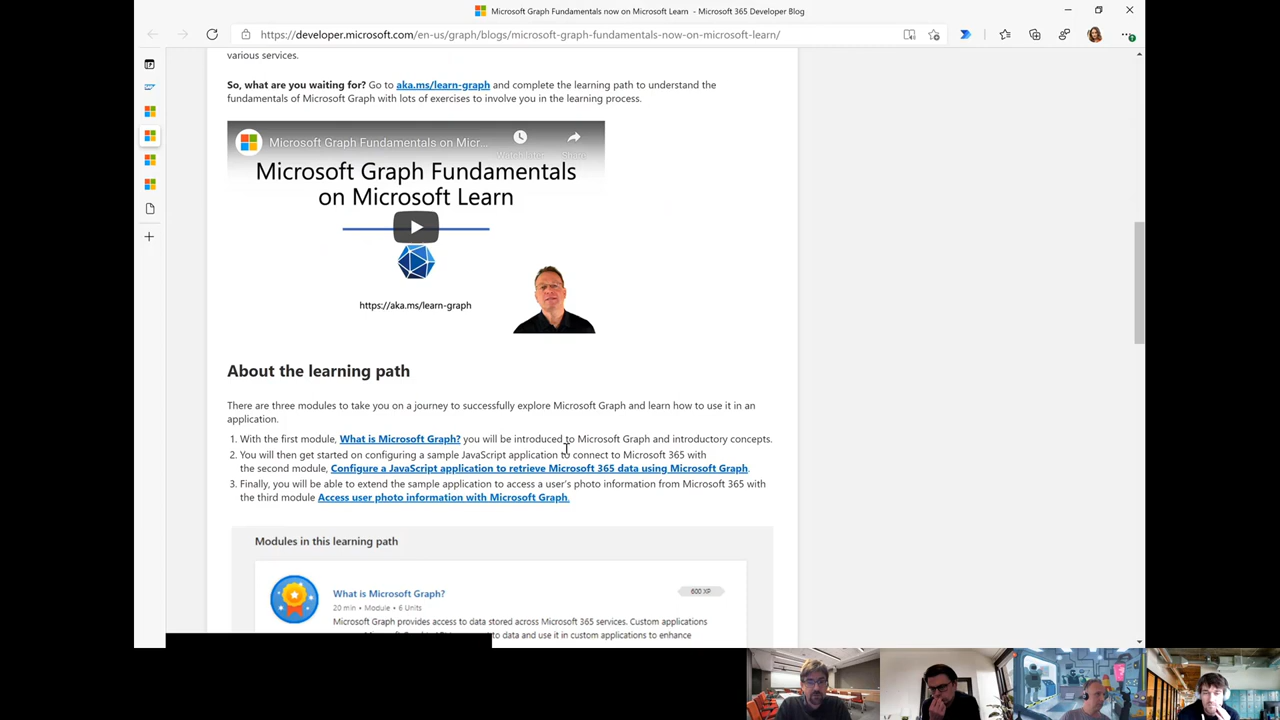 Microsoft Graph Fundamentals now on Microsoft Learn - Microsoft 365 Developer Blog
https://developer.microsoft.com/en-us/graph/blogs/microsoft-graph-fundamentals-now-on-microsoft-learn/
various services.
So, what are you waiting for? Go to aka.ms/learn-graph and complete the learning path to understand the
fundamentals of Microsoft Graph with lots of exercises to involve you in the learning process.
Microsoft Graph Fundamentals on Micr...
Watch later Share
Microsoft Graph Fundamentals
on Microsoft Learn
https://aka.ms/learn-graph
About the learning path
There are three modules to take you on a journey to successfully explore Microsoft Graph and learn how to use it in an
application.
1. With the first module, What is Microsoft Graph? you will be introduced to Microsoft Graph and introductory concepts.
2. You will then get started on configuring a sample JavaScript application to connect to Microsoft 365 with
the second module, Configure a JavaScript application to retrieve Microsoft 365 data using Microsoft Graph.
3. Finally, you will be able to extend the sample application to access a user's photo information from Microsoft 365 with
the third module Access user photo information with Microsoft Graph.
Modules in this learning path
What is Microsoft Graph?
600 XP
20 min • Module • 6 Units
Microsoft Graph provides access to data stored across Microsoft 365 services. Custom applications
to data and use it in custom applications to enhance